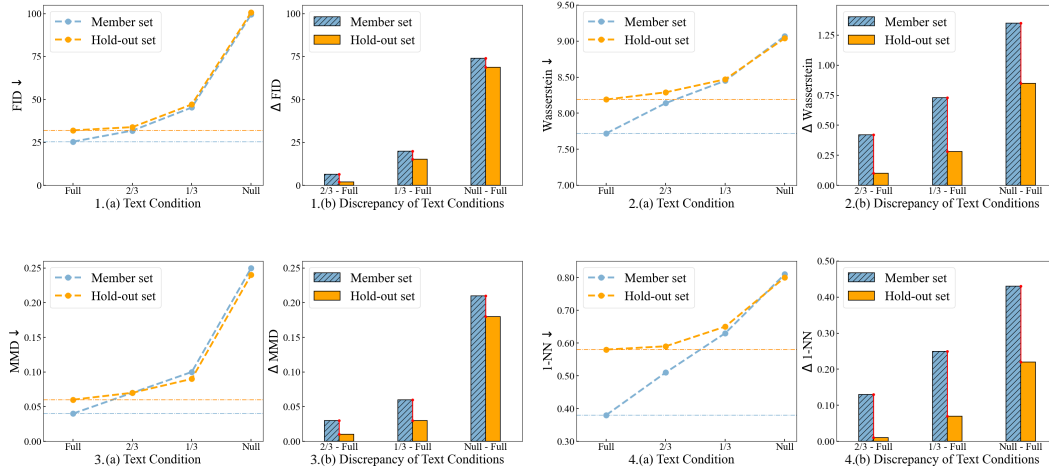 100
75
50
25
0
FID ↓
Member set
Hold-out set
Full
2/3
1/3
Null
1.(a) Text Condition
100
75
50
25
0
Δ FID
Member set
Hold-out set
2/3 - Full
1/3 - Full
Null - Full
1.(b) Discrepancy of Text Conditions
9.50
9.00
8.50
8.00
7.50
7.00
Wasserstein ↓
Member set
Hold-out set
Full
2/3
1/3
Null
2.(a) Text Condition
1.25
1.00
0.75
0.50
0.25
0.00
Δ Wasserstein
Member set
Hold-out set
2/3 - Full
1/3 - Full
Null - Full
2.(b) Discrepancy of Text Conditions
0.25
0.20
0.15
0.10
0.05
0.00
MMD ↓
Member set
Hold-out set
Full
2/3
1/3
Null
3.(a) Text Condition
0.25
0.20
0.15
0.10
0.05
0.00
Δ MMD
Member set
Hold-out set
2/3 - Full
1/3 - Full
Null - Full
3.(b) Discrepancy of Text Conditions
0.80
0.70
0.60
0.50
0.40
0.30
1-NN ↓
Member set
Hold-out set
Full
2/3
1/3
Null
4.(a) Text Condition
0.50
0.40
0.30
0.20
0.10
0.00
Δ 1-NN
Member set
Hold-out set
2/3 - Full
1/3 - Full
Null - Full
4.(b) Discrepancy of Text Conditions